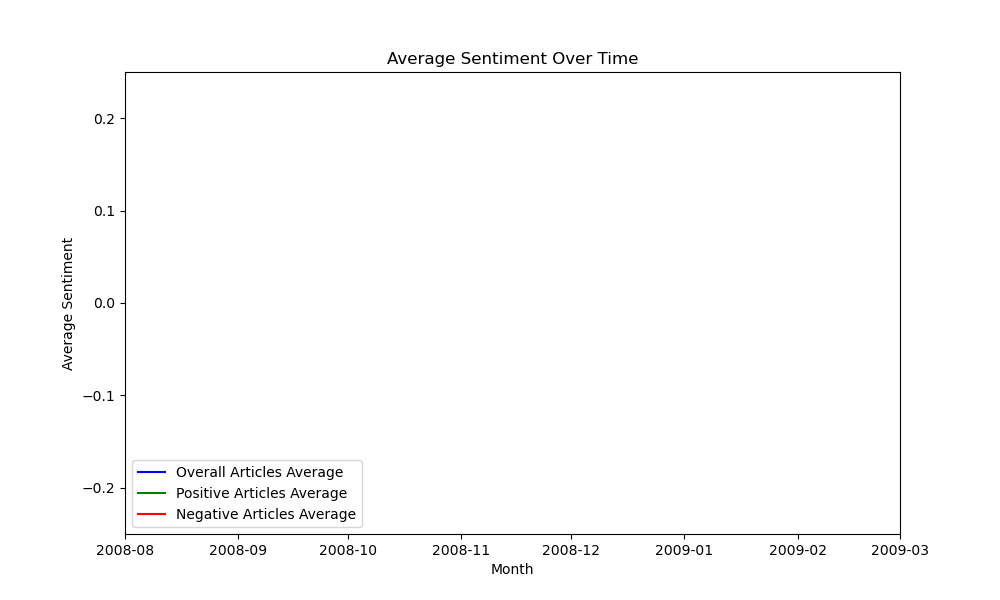 Average Sentiment Over Time
Average Sentiment
0.2
0.1
0.0
−0.1
−0.2
Overall Articles Average
Positive Articles Average
Negative Articles Average
2008-08 2008-09 2008-10 2008-11 2008-12 2009-01 2009-02 2009-03
Month